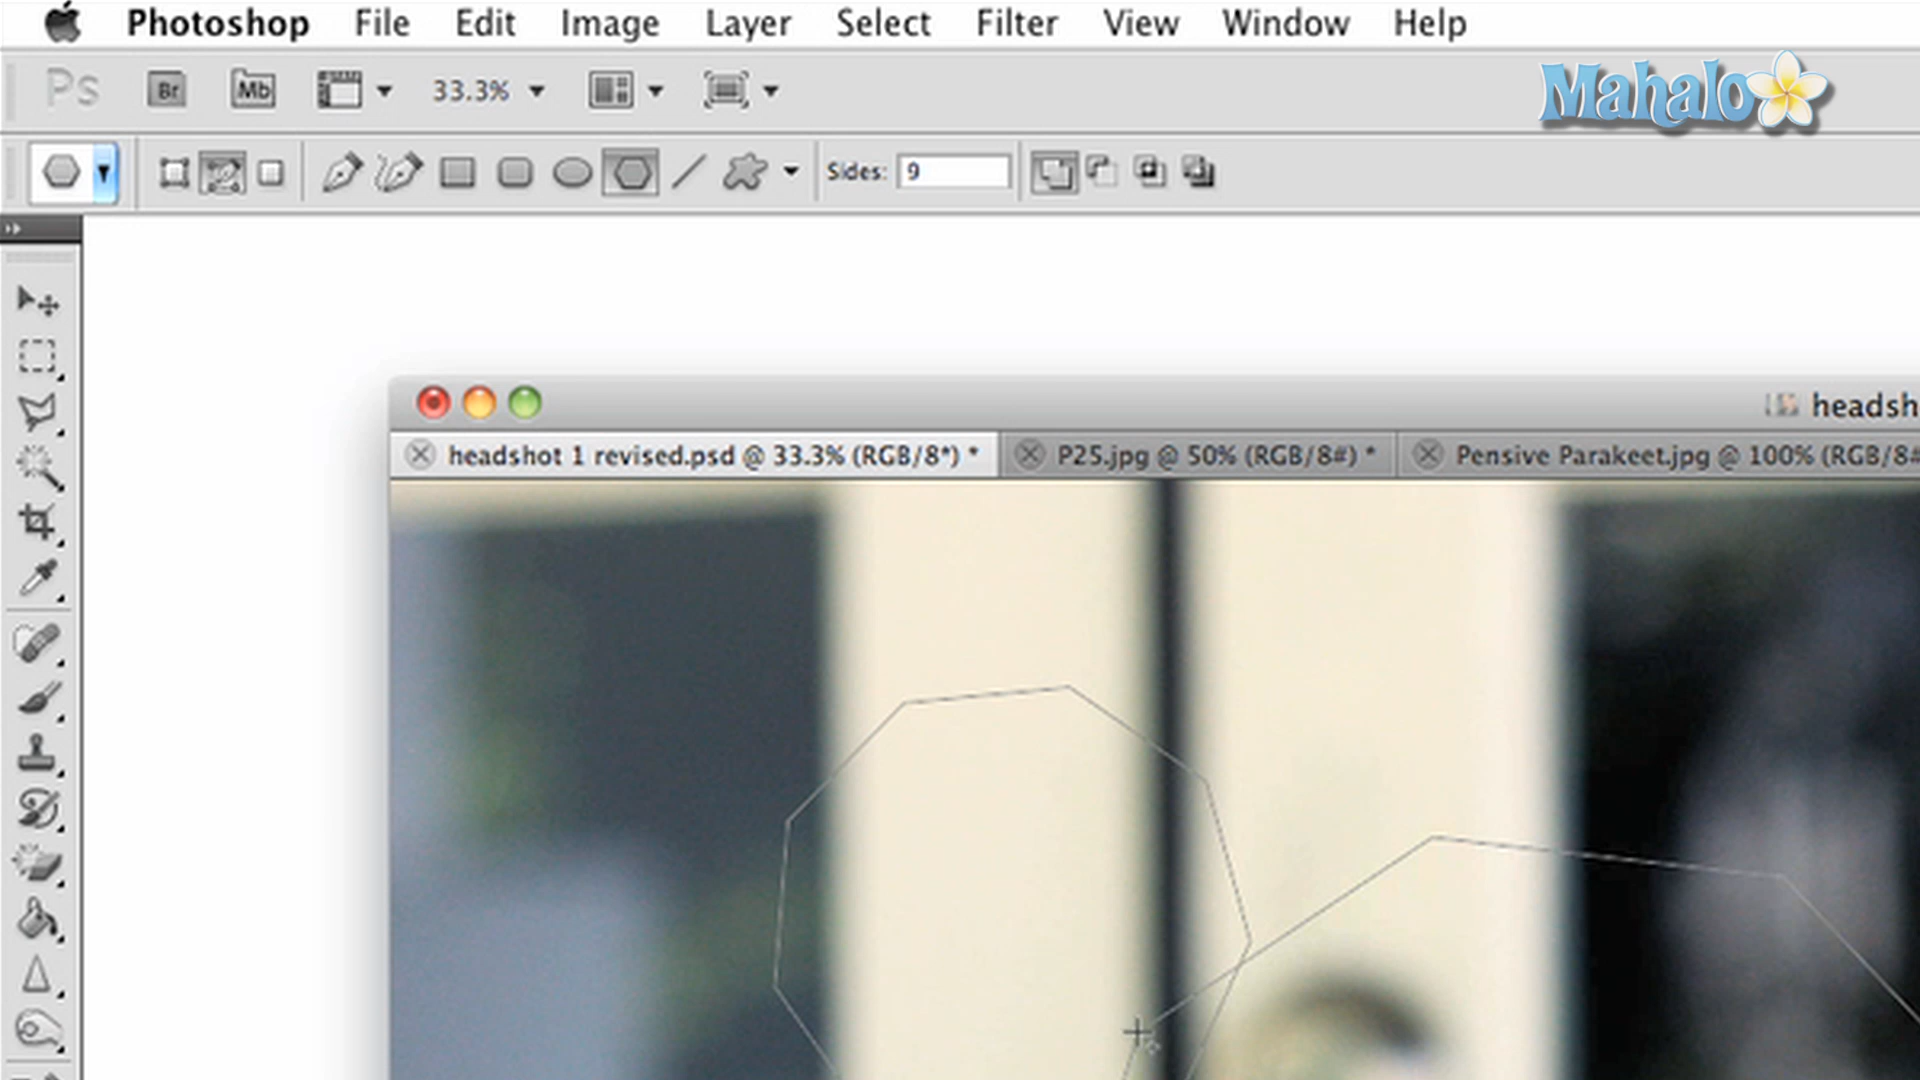 Photoshop File Edit Image Layer Select Filter View Window Help
Ps Br Mb 33.3%
Mahalo
Sides: 9
headsh
headshot 1 revised.psd @ 33.3% (RGB/8*) * P25.jpg @ 50% (RGB/8#) * Pensive Parakeet.jpg @ 100% (RGB/8#